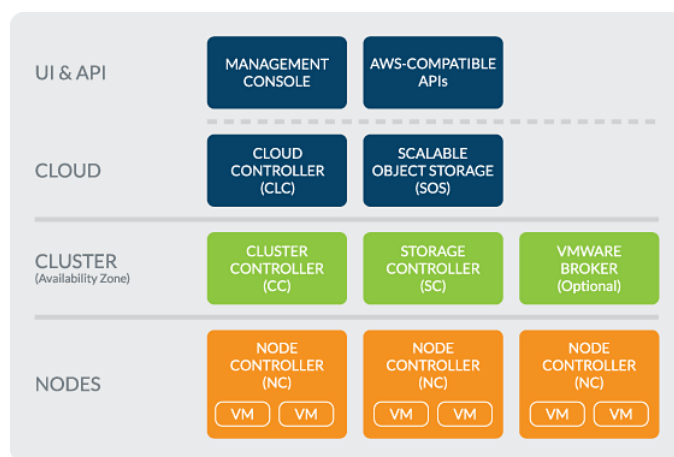 UI & API
MANAGEMENT
CONSOLE
AWS-COMPATIBLE
APIs
CLOUD
CLOUD
CONTROLLER
(CLC)
SCALABLE
OBJECT STORAGE
(SOS)
CLUSTER
(Availability Zone)
CLUSTER
CONTROLLER
(CC)
STORAGE
CONTROLLER
(SC)
VMWARE
BROKER
(Optional)
NODES
NODE
CONTROLLER
(NC)
VM VM
NODE
CONTROLLER
(NC)
VM VM
NODE
CONTROLLER
(NC)
VM VM